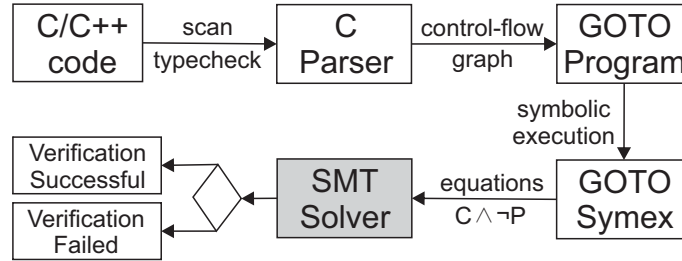 C/C++
code
scan
typecheck
C
Parser
control-flow
graph
GOTO
Program
symbolic
execution
GOTO
Symex
equations
C ∧ ¬P
SMT
Solver
Verification
Successful
Verification
Failed